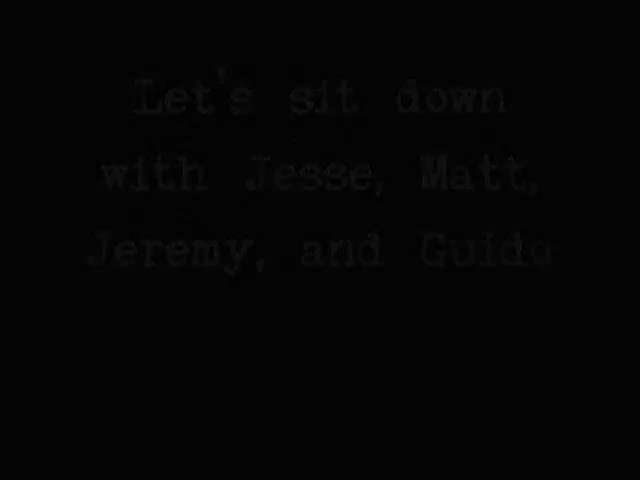 Let's sit down
with Jesse, Matt,
Jeremy, and Guido